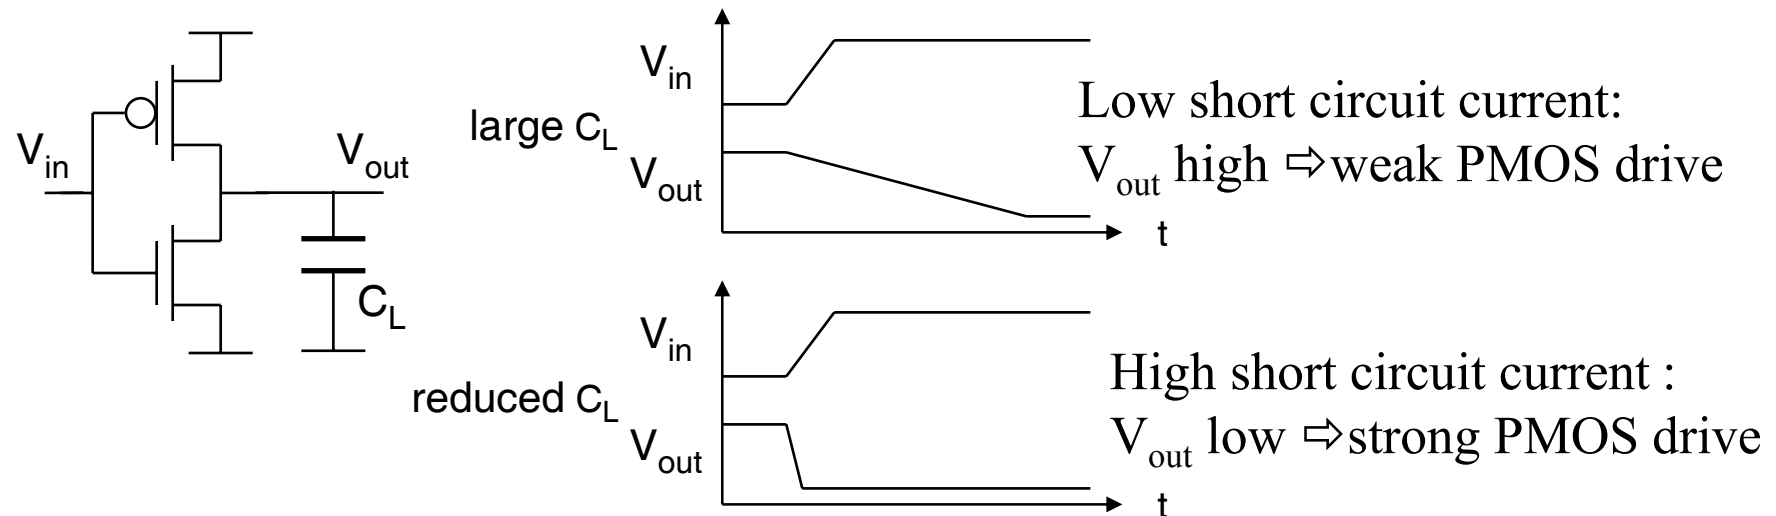 V_in
V_out
C_L
large C_L
V_in
V_out
t
Low short circuit current:
V_out high ⇨weak PMOS drive
reduced C_L
V_in
V_out
t
High short circuit current :
V_out low ⇨strong PMOS drive